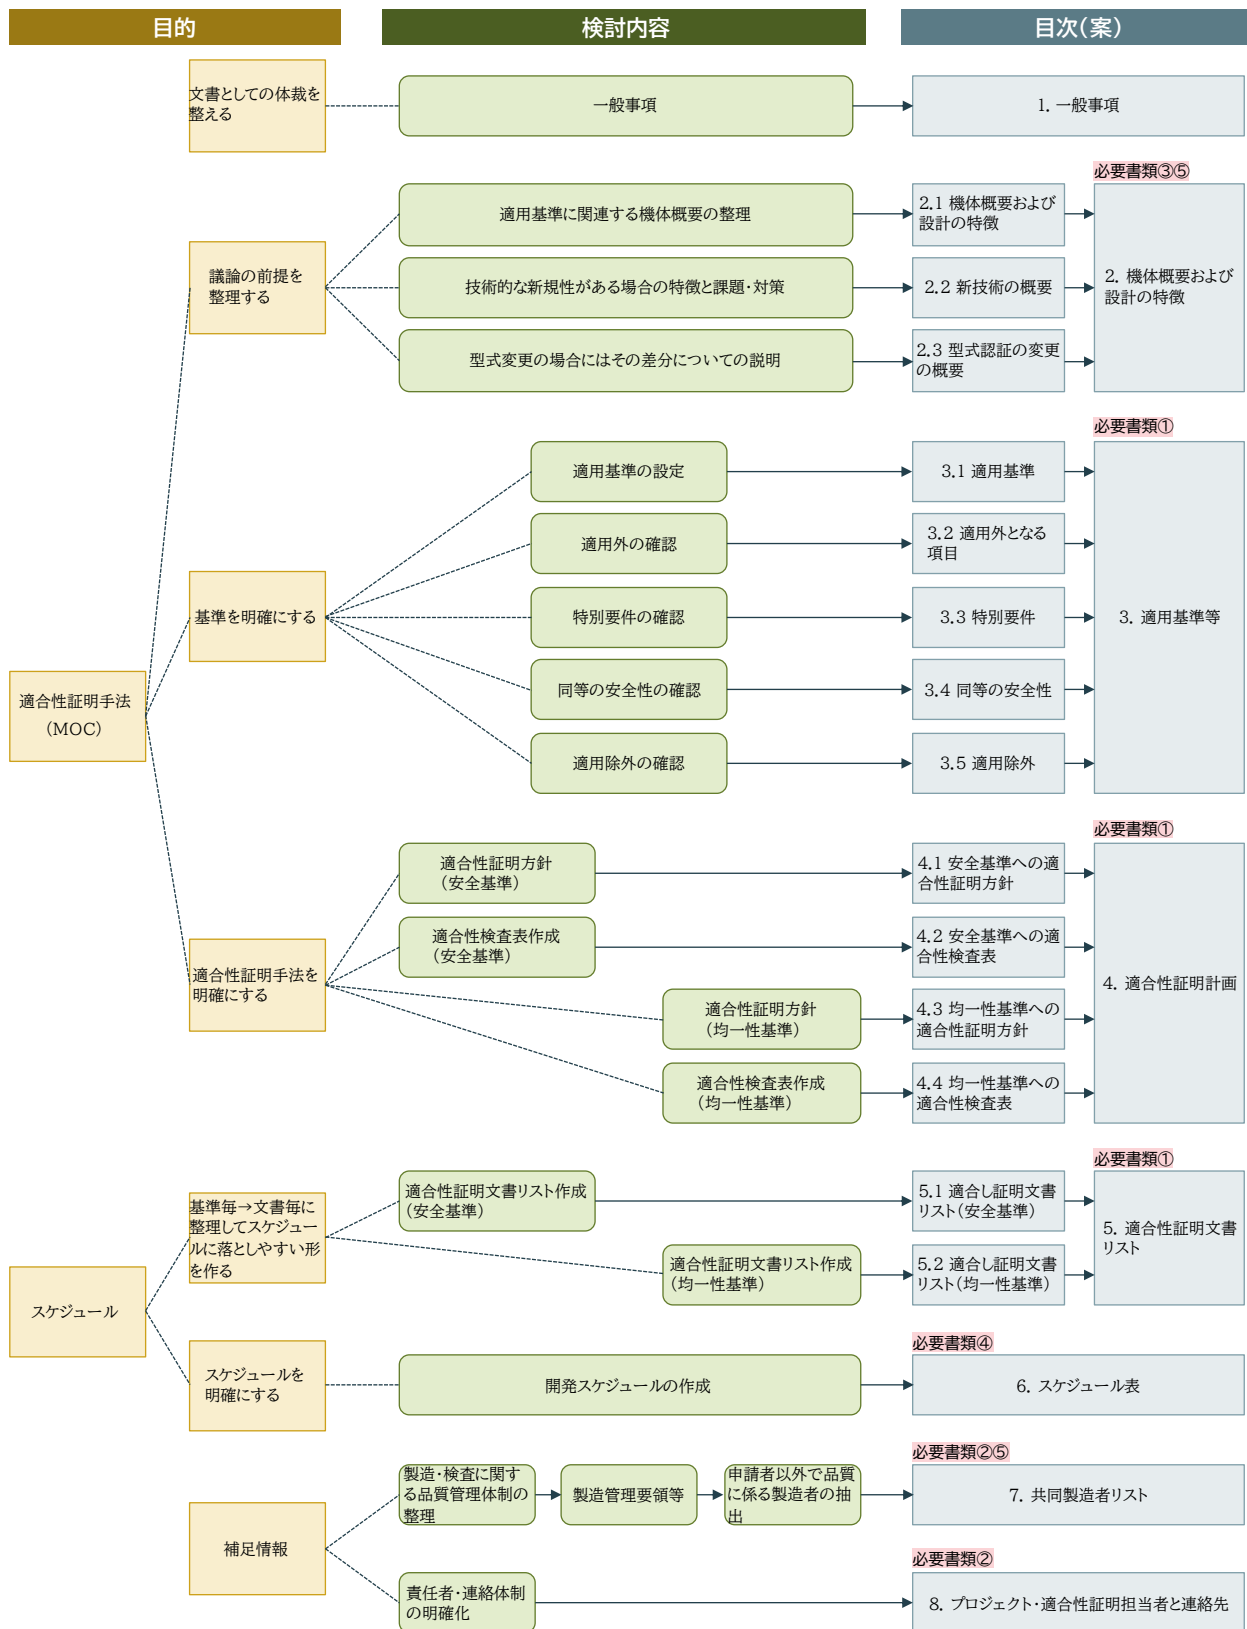 目的
検討内容
目次(案)
文書としての体裁を
整える
一般事項
1. 一般事項
必要書類③⑤
議論の前提を
整理する
適用基準に関連する機体概要の整理
2.1 機体概要および
設計の特徴
技術的な新規性がある場合の特徴と課題・対策
2.2 新技術の概要
型式変更の場合にはその差分についての説明
2.3 型式認証の変更
の概要
2. 機体概要および
設計の特徴
必要書類①
適合性証明手法
(MOC)
基準を明確にする
適用基準の設定
3.1 適用基準
適用外の確認
3.2 適用外となる
項目
特別要件の確認
3.3 特別要件
同等の安全性の確認
3.4 同等の安全性
適用除外の確認
3.5 適用除外
3. 適用基準等
必要書類①
適合性証明手法を
明確にする
適合性証明方針
(安全基準)
4.1 安全基準への適
合性証明方針
適合性検査表作成
(安全基準)
4.2 安全基準への適
合性検査表
適合性証明方針
(均一性基準)
4.3 均一性基準への
適合性証明方針
適合性検査表作成
(均一性基準)
4.4 均一性基準への
適合性検査表
4. 適合性証明計画
必要書類①
スケジュール
基準毎→文書毎に
整理してスケジュー
ルに落としやすい形
を作る
適合性証明文書リスト作成
(安全基準)
5.1 適合し証明文書
リスト(安全基準)
適合性証明文書リスト作成
(均一性基準)
5.2 適合し証明文書
リスト(均一性基準)
5. 適合性証明文書
リスト
必要書類④
スケジュールを
明確にする
開発スケジュールの作成
6. スケジュール表
必要書類②⑤
補足情報
製造・検査に関す
る品質管理体制の
整理
製造管理要領等
申請者以外で品質
に係る製造者の抽
出
7. 共同製造者リスト
必要書類②
責任者・連絡体制
の明確化
8. プロジェクト・適合性証明担当者と連絡先